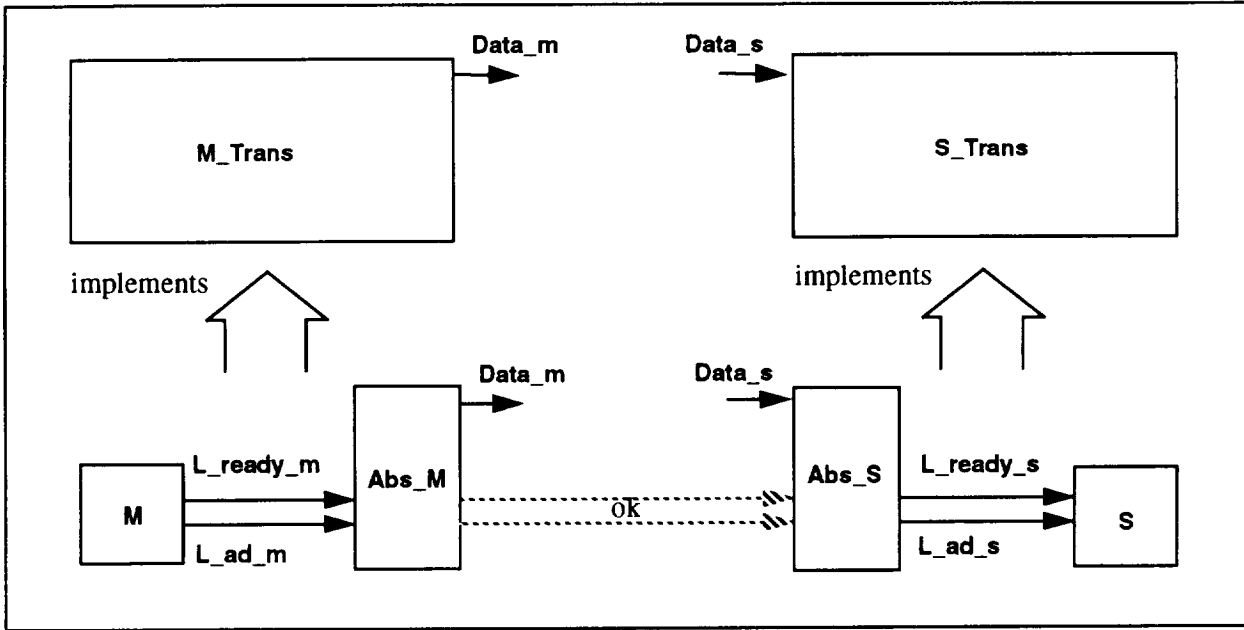 Data_m
Data_s
M_Trans
S_Trans
implements
implements
Data_m
Data_s
L_ready_m
Abs_M
Abs_S
L_ready_s
M
ok
S
L_ad_m
L_ad_s